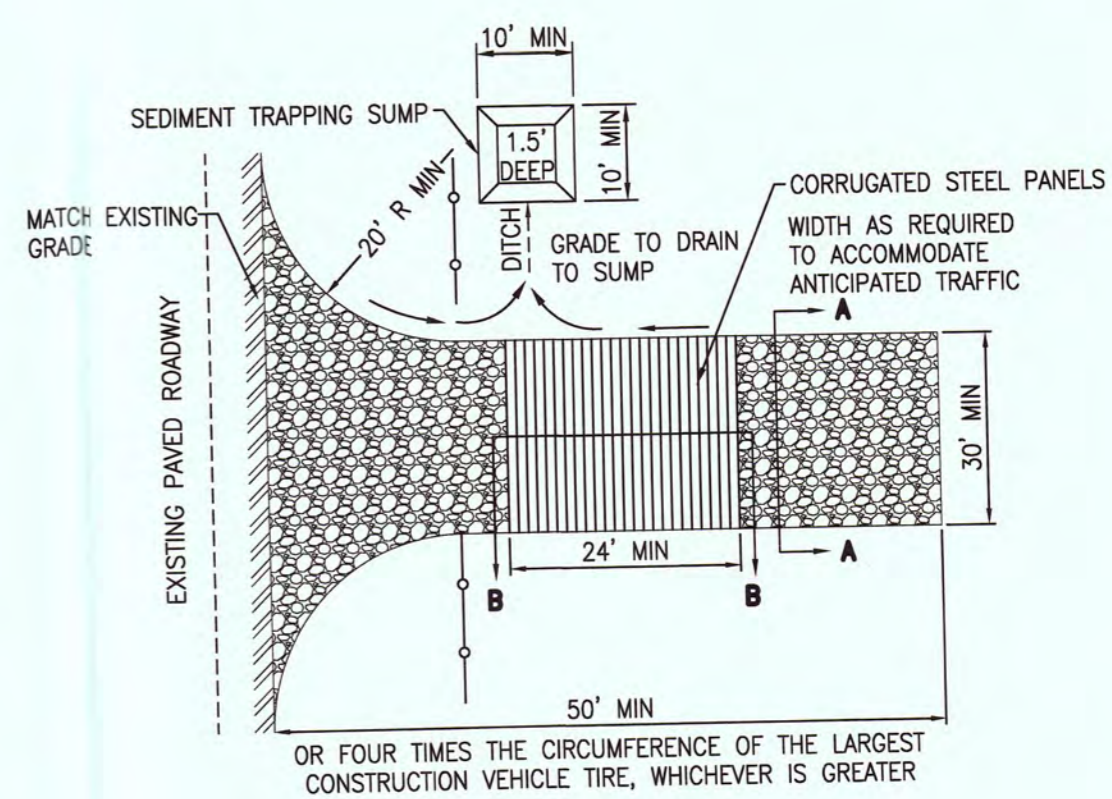 10' MIN
SEDIMENT TRAPPING SUMP
1.5'
DEEP
10' MIN
CORRUGATED STEEL PANELS
MATCH EXISTING
GRADE
20' R MIN
DITCH
GRADE TO DRAIN
TO SUMP
WIDTH AS REQUIRED
TO ACCOMMODATE
ANTICIPATED TRAFFIC
A
EXISTING PAVED ROADWAY
30' MIN
24' MIN
A
B
B
50' MIN
OR FOUR TIMES THE CIRCUMFERENCE OF THE LARGEST
CONSTRUCTION VEHICLE TIRE, WHICHEVER IS GREATER